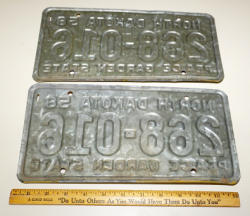 NORTH DAKOTA 58
268-016
PEACE GARDEN STATE
NORTH DAKOTA 58
268-016
PEACE GARDEN STATE
"Do Unto Others As You Would Have Them Do Unto You"